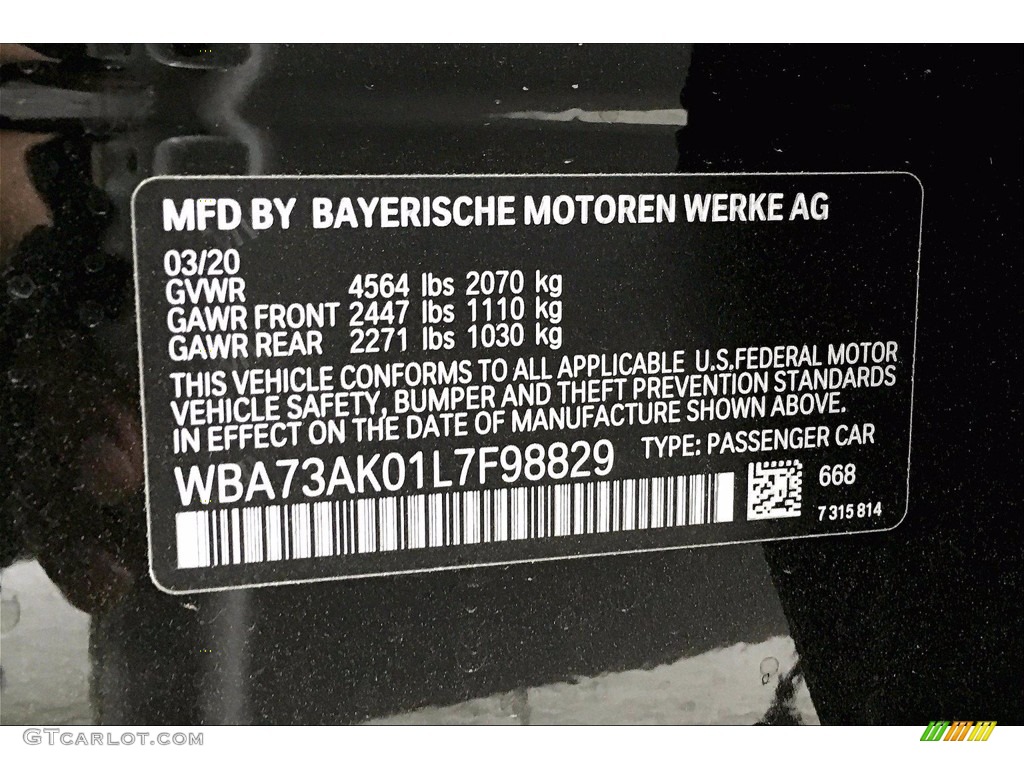 MFD BY BAYERISCHE MOTOREN WERKE AG
03/20
GVWR 4564 lbs 2070 kg
GAWR FRONT 2447 lbs 1110 kg
GAWR REAR 2271 lbs 1030 kg
THIS VEHICLE CONFORMS TO ALL APPLICABLE U.S.FEDERAL MOTOR
VEHICLE SAFETY, BUMPER AND THEFT PREVENTION STANDARDS
IN EFFECT ON THE DATE OF MANUFACTURE SHOWN ABOVE.
WBA73AK01L7F98829 TYPE: PASSENGER CAR
668
7 315 814
GTcarlot.com